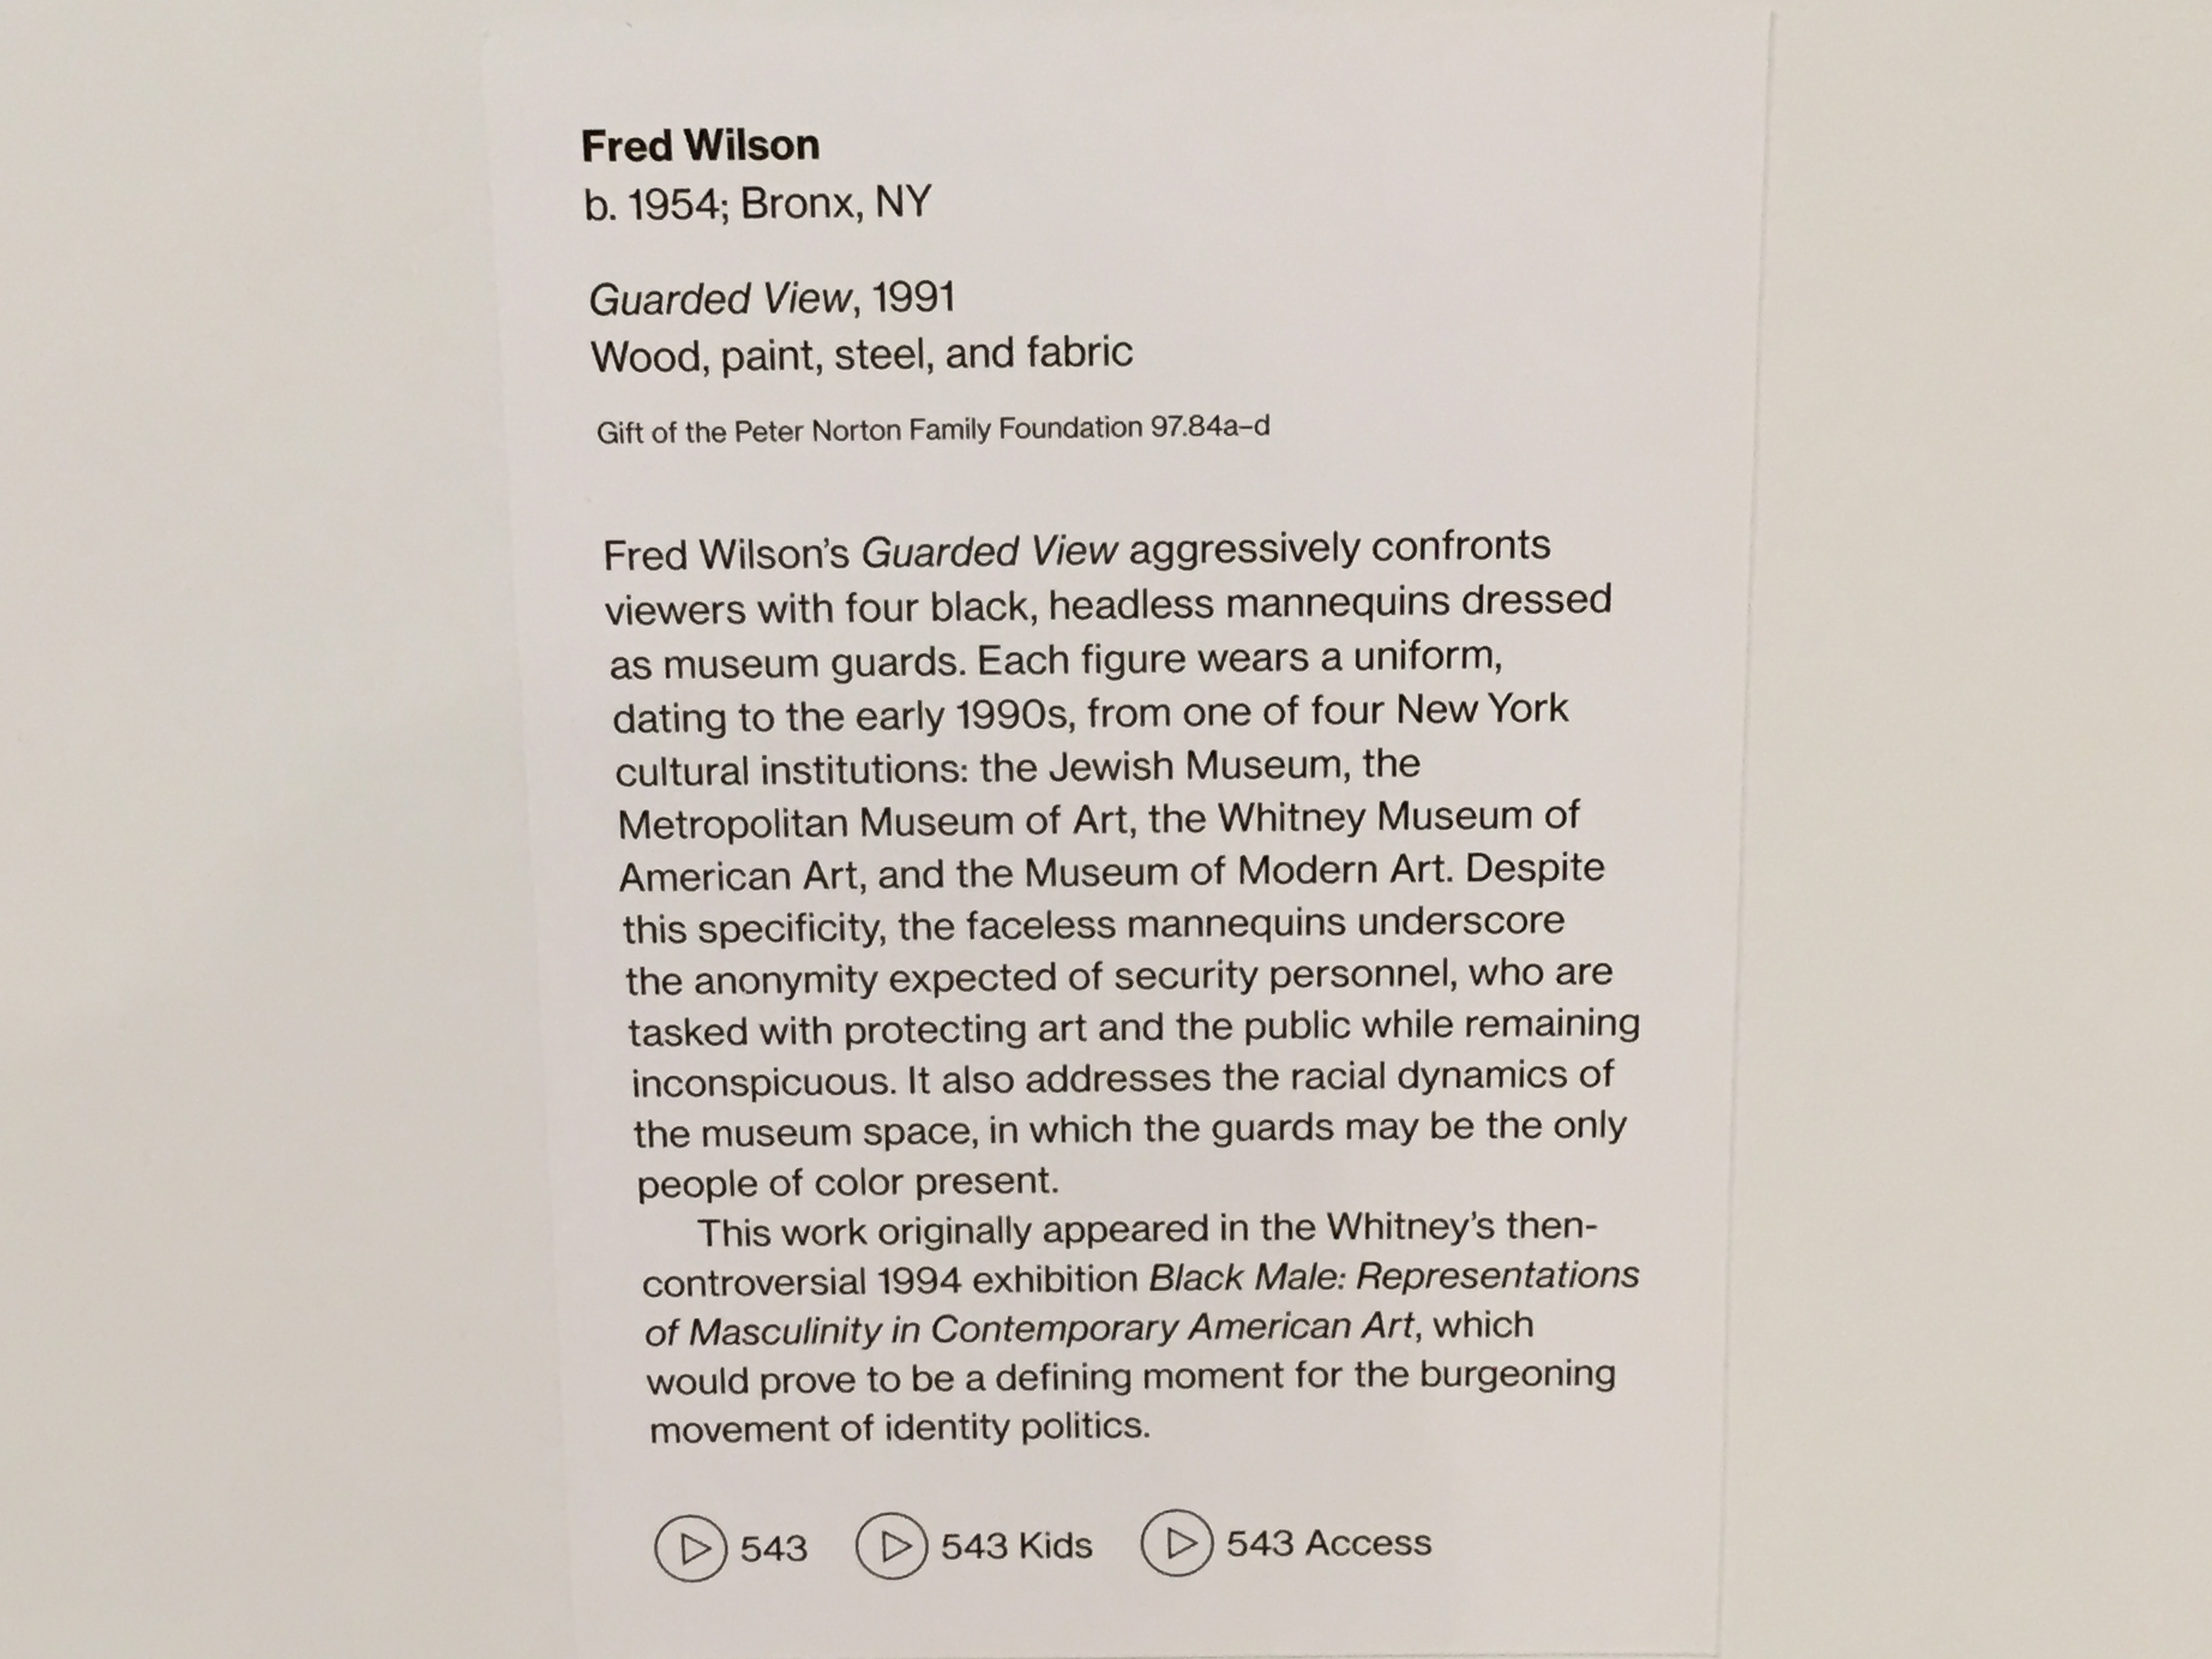 Fred Wilson
b. 1954; Bronx, NY
Guarded View, 1991
Wood, paint, steel, and fabric
Gift of the Peter Norton Family Foundation 97.84a–d
Fred Wilson’s Guarded View aggressively confronts
viewers with four black, headless mannequins dressed
as museum guards. Each figure wears a uniform,
dating to the early 1990s, from one of four New York
cultural institutions: the Jewish Museum, the
Metropolitan Museum of Art, the Whitney Museum of
American Art, and the Museum of Modern Art. Despite
this specificity, the faceless mannequins underscore
the anonymity expected of security personnel, who are
tasked with protecting art and the public while remaining
inconspicuous. It also addresses the racial dynamics of
the museum space, in which the guards may be the only
people of color present.
This work originally appeared in the Whitney’s then-
controversial 1994 exhibition Black Male: Representations
of Masculinity in Contemporary American Art, which
would prove to be a defining moment for the burgeoning
movement of identity politics.
543 543 Kids 543 Access